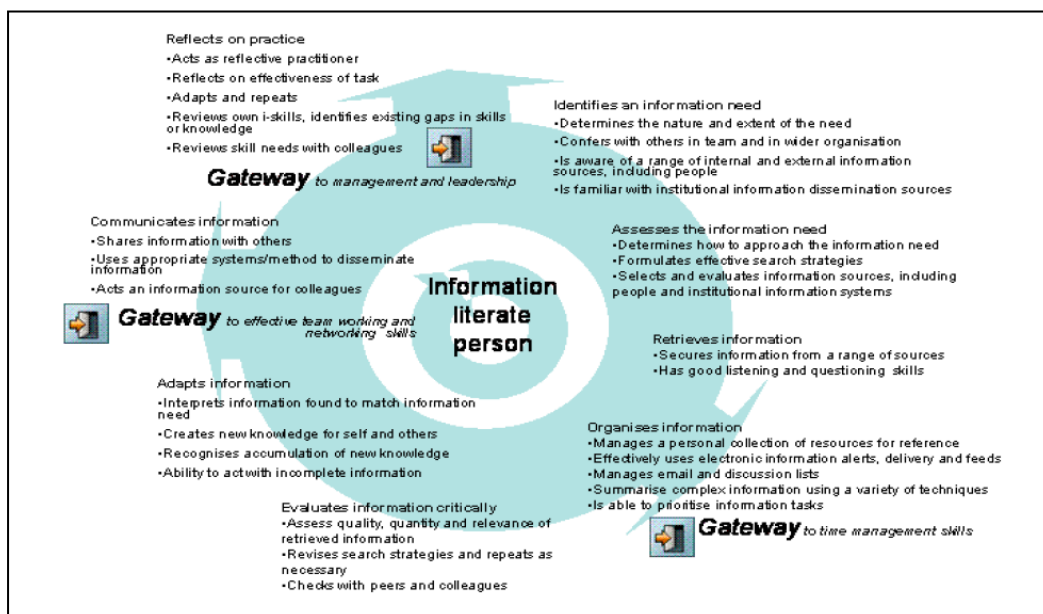 Reflects on practice
•Acts as reflective practitioner
•Reflects on effectiveness of task
•Adapts and repeats
•Reviews own i-skills, identifies existing gaps in skills
or knowledge
•Reviews skill needs with colleagues
Gateway to management and leadership
Identifies an information need
•Determines the nature and extent of the need
•Confers with others in team and in wider organisation
•Is aware of a range of internal and external information
sources, including people
•Is familiar with institutional information dissemination sources
Assesses the information need
•Determines how to approach the information need
•Formulates effective search strategies
•Selects and evaluates information sources, including
people and institutional information systems
Retrieves information
•Secures information from a range of sources
•Has good listening and questioning skills
Organises information
•Manages a personal collection of resources for reference
•Effectively uses electronic information alerts, delivery and feeds
•Manages email and discussion lists
•Summarise complex information using a variety of techniques
•Is able to prioritise information tasks
Gateway to time management skills
Evaluates information critically
•Assess quality, quantity and relevance of
retrieved information
•Revises search strategies and repeats as
necessary
•Checks with peers and colleagues
Adapts information
•Interprets information found to match information
need
•Creates new knowledge for self and others
•Recognises accumulation of new knowledge
•Ability to act with incomplete information
Communicates information
•Shares information with others
•Uses appropriate systems/method to disseminate
information
•Acts an information source for colleagues
Gateway to effective team working and
networking skills
Information
literate
person